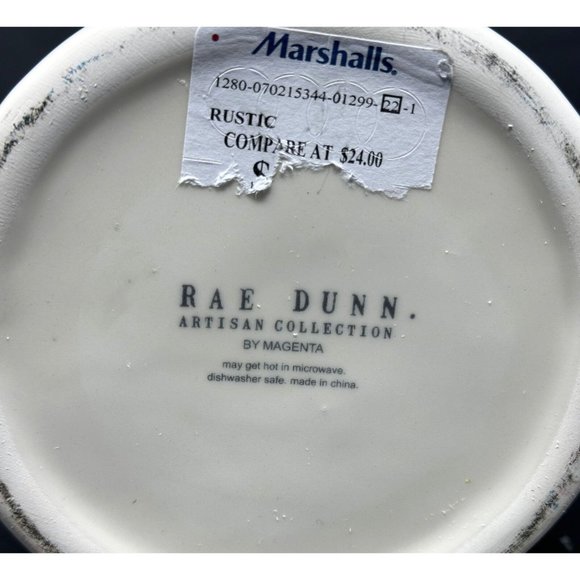 Marshalls.
1280-070215344-01299-22-1
RUSTIC
COMPARE AT $24.00
$
RAE DUNN.
ARTISAN COLLECTION
BY MAGENTA
may get hot in microwave.
dishwasher safe. made in china.